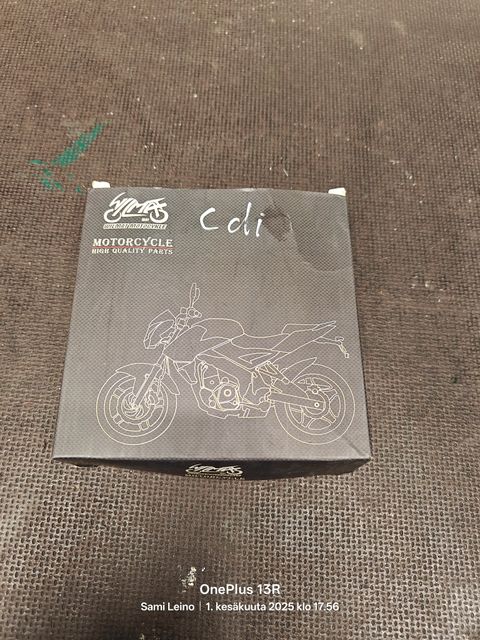 Cdi
MOTORCYCLE
HIGH QUALITY PARTS
OnePlus 13R
Sami Leino | 1. kesäkuuta 2025 klo 17.56